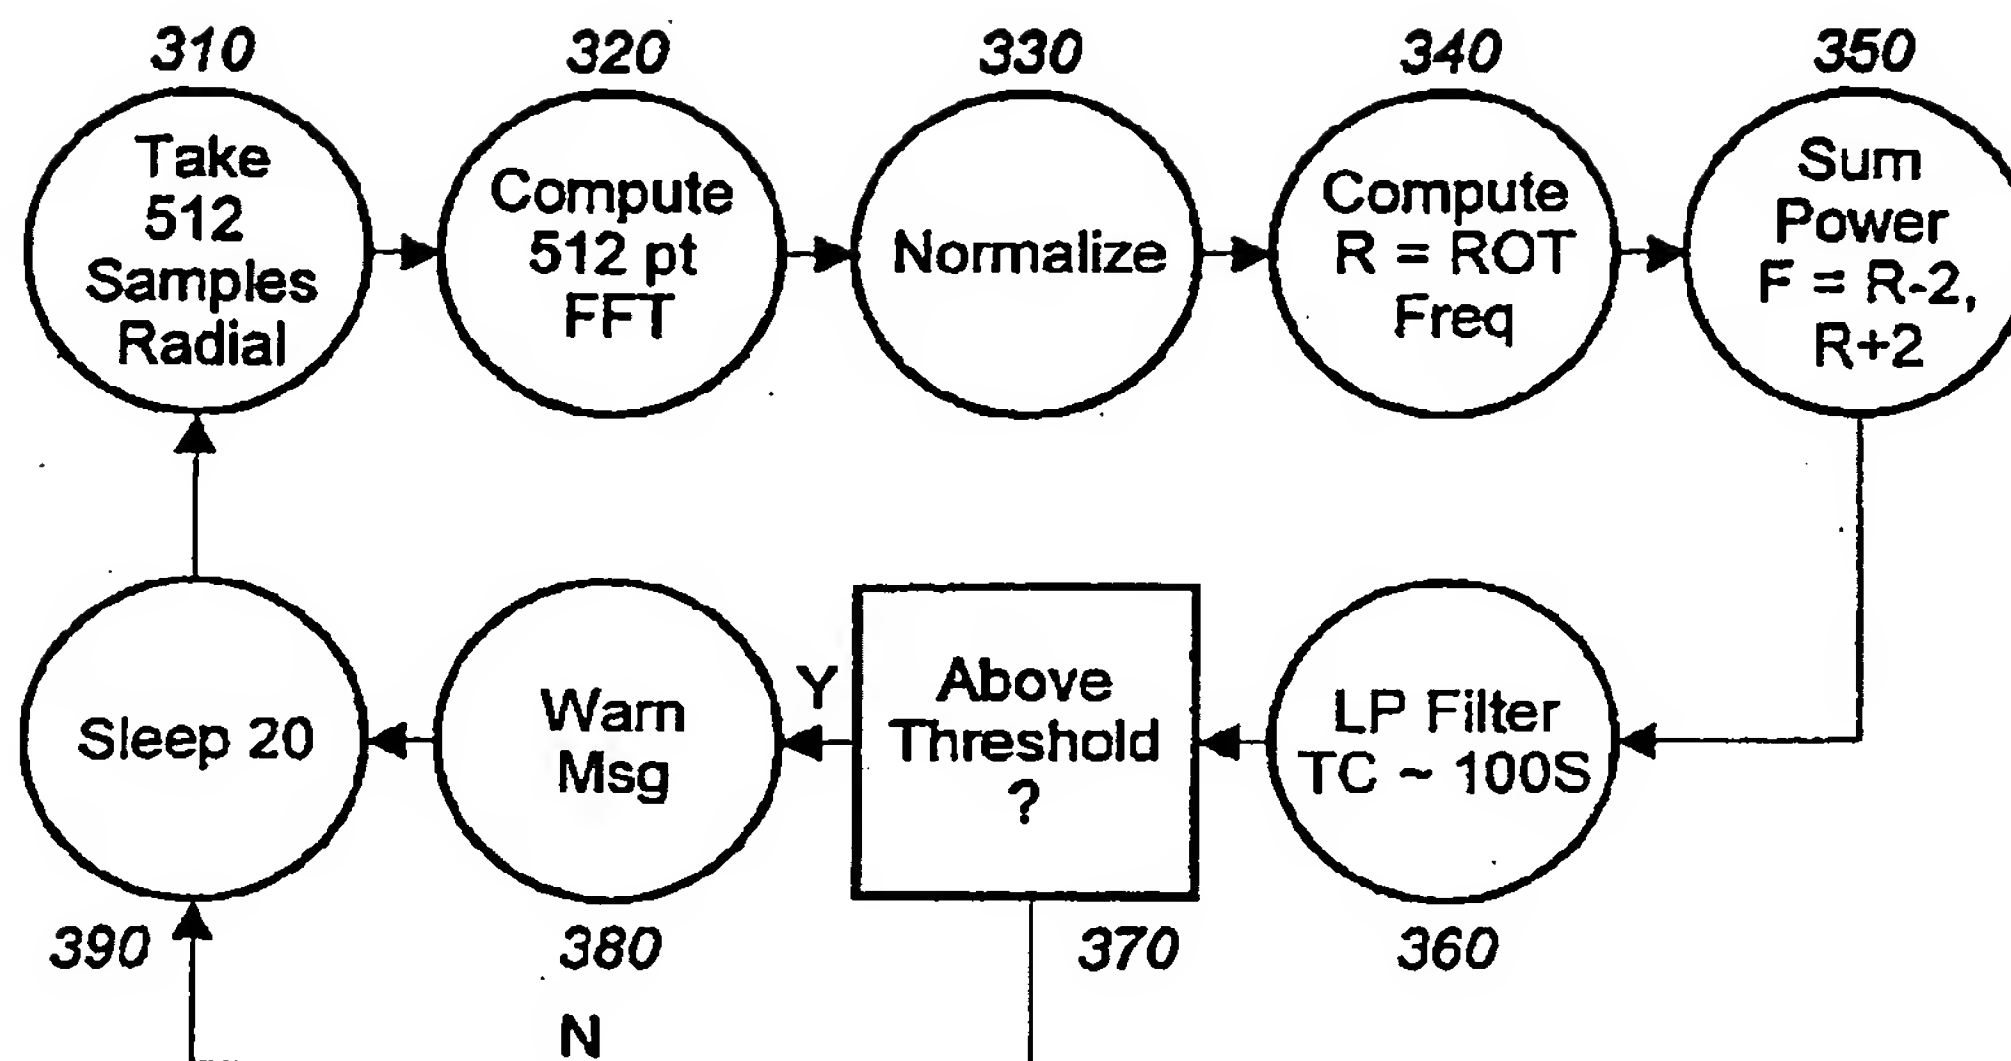 310
Take
512
Samples
Radial
320
Compute
512 pt
FFT
330
Normalize
340
Compute
R = ROT
Freq
350
Sum
Power
F = R-2,
R+2
360
LP Filter
TC ~ 100S
370
Above
Threshold
?
Y
380
Warn
Msg
390
Sleep 20
N